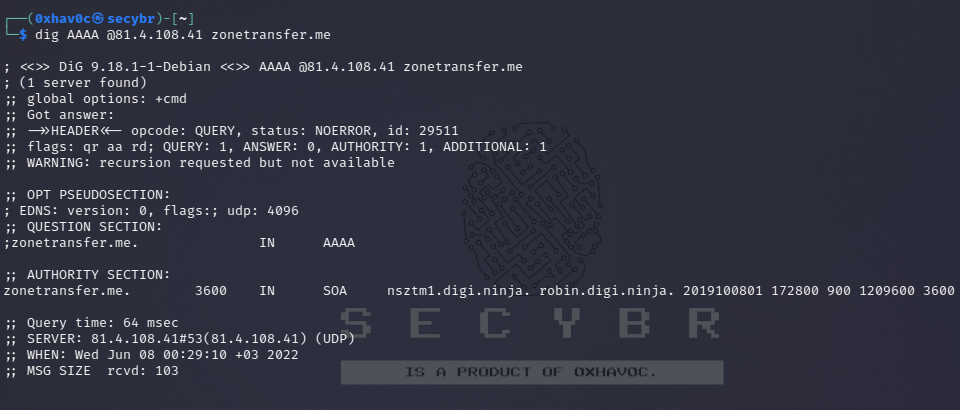 ┌──(0xhav0c㉿secybr)-[~]
└─$ dig AAAA @81.4.108.41 zonetransfer.me
; <<>> DiG 9.18.1-1-Debian <<>> AAAA @81.4.108.41 zonetransfer.me
; (1 server found)
;; global options: +cmd
;; Got answer:
;; ->>HEADER<<- opcode: QUERY, status: NOERROR, id: 29511
;; flags: qr aa rd; QUERY: 1, ANSWER: 0, AUTHORITY: 1, ADDITIONAL: 1
;; WARNING: recursion requested but not available
;; OPT PSEUDOSECTION:
; EDNS: version: 0, flags:; udp: 4096
;; QUESTION SECTION:
;zonetransfer.me. IN AAAA
;; AUTHORITY SECTION:
zonetransfer.me. 3600 IN SOA nsztm1.digi.ninja. robin.digi.ninja. 2019100801 172800 900 1209600 3600
;; Query time: 64 msec
;; SERVER: 81.4.108.41#53(81.4.108.41) (UDP)
;; WHEN: Wed Jun 08 00:29:10 +03 2022
;; MSG SIZE rcvd: 103
SECYBR
IS A PRODUCT OF 0XHAV0C.